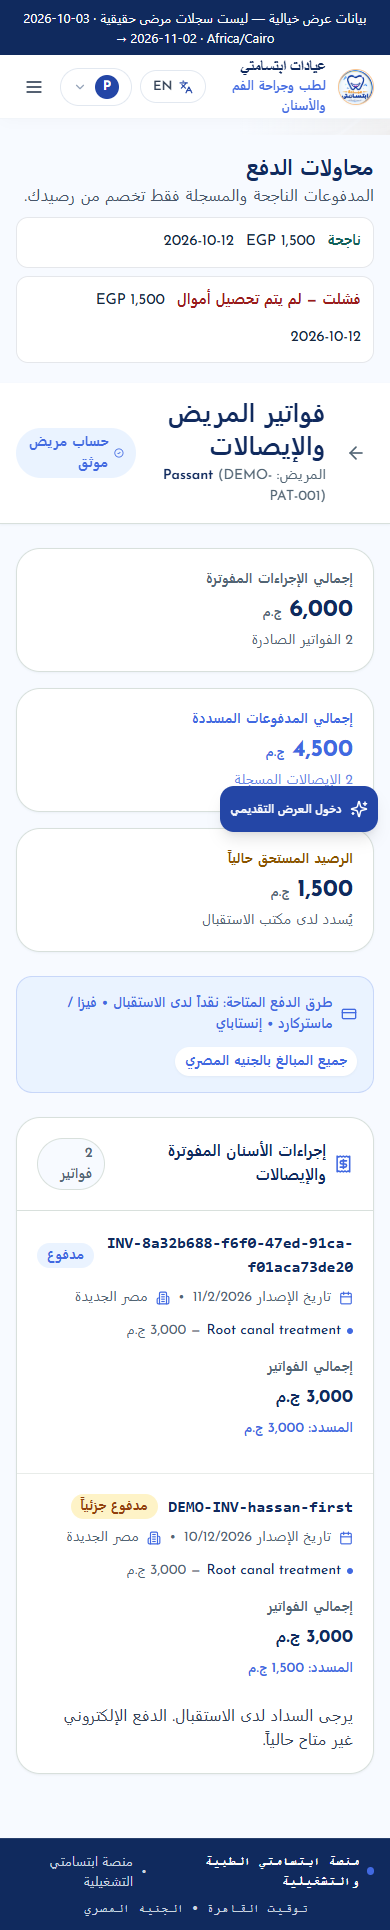 بيانات عرض خيالية — ليست سجلات مرضى حقيقية · 2026-10-03
→ 2026-11-02 · Africa/Cairo
عيادات ابتسامتي
لطب وجراحة الفم
والأسنان
EN
P
محاولات الدفع
المدفوعات الناجحة والمسجلة فقط تخصم من رصيدك.
ناجحة EGP 1,500 2026-10-12
فشلت — لم يتم تحصيل أموال EGP 1,500
2026-10-12
فواتير المريض
والإيصالات
المريض: Passant (DEMO-
PAT-001)
حساب مريض
موثق
إجمالي الإجراءات المفوترة
6,000 ج.م
2 الفواتير الصادرة
إجمالي المدفوعات المسددة
4,500 ج.م
2 الإيصالات المسجلة
دخول العرض التقديمي
الرصيد المستحق حالياً
1,500 ج.م
يُسدد لدى مكتب الاستقبال
طرق الدفع المتاحة: نقداً لدى الاستقبال • فيزا /
ماستركارد • إنستاباي
جميع المبالغ بالجنيه المصري
إجراءات الأسنان المفوترة
والإيصالات
2
فواتير
INV-8a32b688-f6f0-47ed-91ca-
f01aca73de20
مدفوع
تاريخ الإصدار 11/2/2026 • مصر الجديدة
Root canal treatment — 3,000 ج.م
إجمالي الفواتير
3,000 ج.م
المسدد: 3,000 ج.م
DEMO-INV-hassan-first مدفوع جزئياً
تاريخ الإصدار 10/12/2026 • مصر الجديدة
Root canal treatment — 3,000 ج.م
إجمالي الفواتير
3,000 ج.م
المسدد: 1,500 ج.م
يرجى السداد لدى الاستقبال. الدفع الإلكتروني
غير متاح حالياً.
منصة ابتسامتي الطبية
والتشغيلية
• منصة ابتسامتي
التشغيلية
توقيت القاهرة • الجنيه المصري